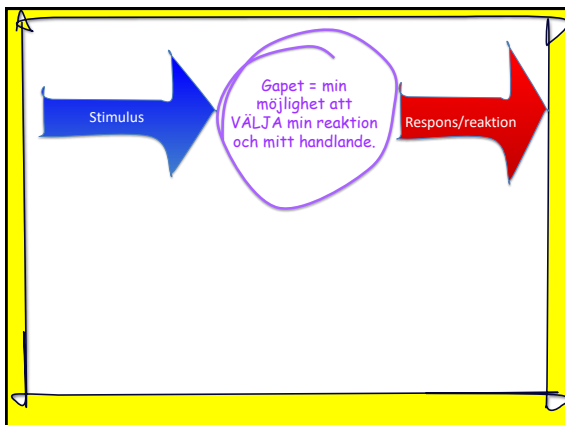 Stimulus
Gapet = min
möjlighet att
VÄLJA min reaktion
och mitt handlande.
Respons/reaktion